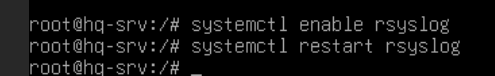 root@hq-srv:/# systemctl enable rsyslog
root@hq-srv:/# systemctl restart rsyslog
root@hq-srv:/# _